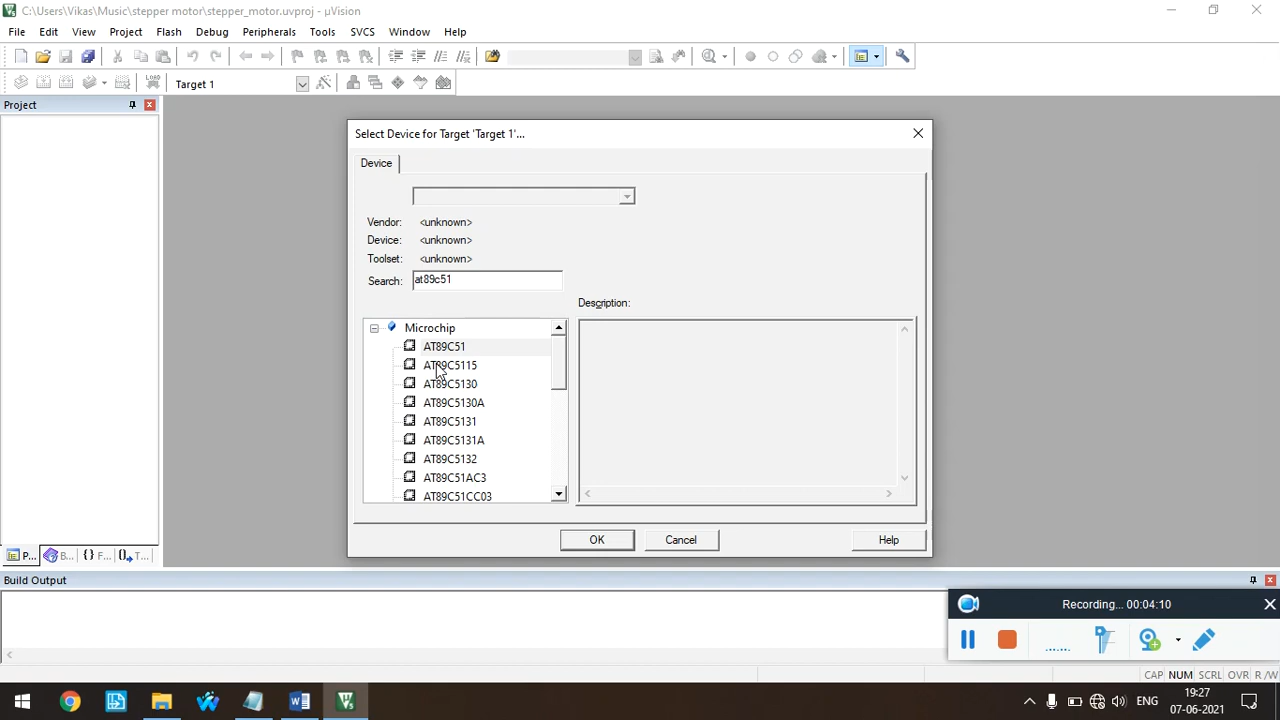 C:\Users\Vikas\Music\stepper motor\stepper_motor.uvproj - µVision
File Edit View Project Flash Debug Peripherals Tools SVCS Window Help
LOAD Target 1
Project
Select Device for Target 'Target 1'...
Device
Vendor: <unknown>
Device: <unknown>
Toolset: <unknown>
Search: at89c51
Description:
Microchip
AT89C51
AT89C5115
AT89C5130
AT89C5130A
AT89C5131
AT89C5131A
AT89C5132
AT89C51AC3
AT89C51CC03
OK Cancel Help
P... B... {} F... {}, T...
Build Output
Recording... 00:04:10
CAP NUM SCRL OVR R/W
ENG
19:27
07-06-2021